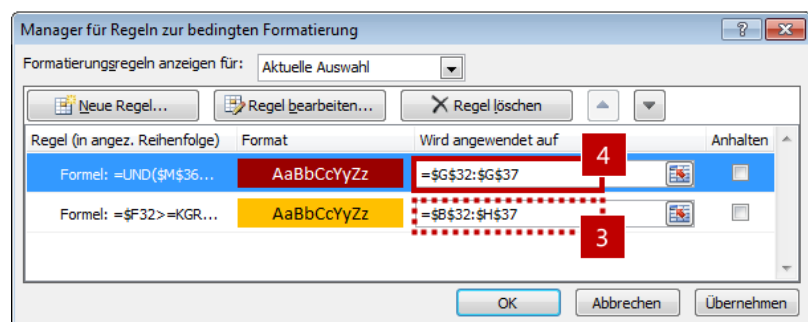 Manager für Regeln zur bedingten Formatierung
Formatierungsregeln anzeigen für: Aktuelle Auswahl
Neue Regel... Regel bearbeiten... Regel löschen
Regel (in angez. Reihenfolge) Format Wird angewendet auf Anhalten
4
Formel: =UND($M$36... AaBbCcYyZz =$G$32:$G$37
Formel: =$F32>=KGR... AaBbCcYyZz =$B$32:$H$37
3
OK Abbrechen Übernehmen